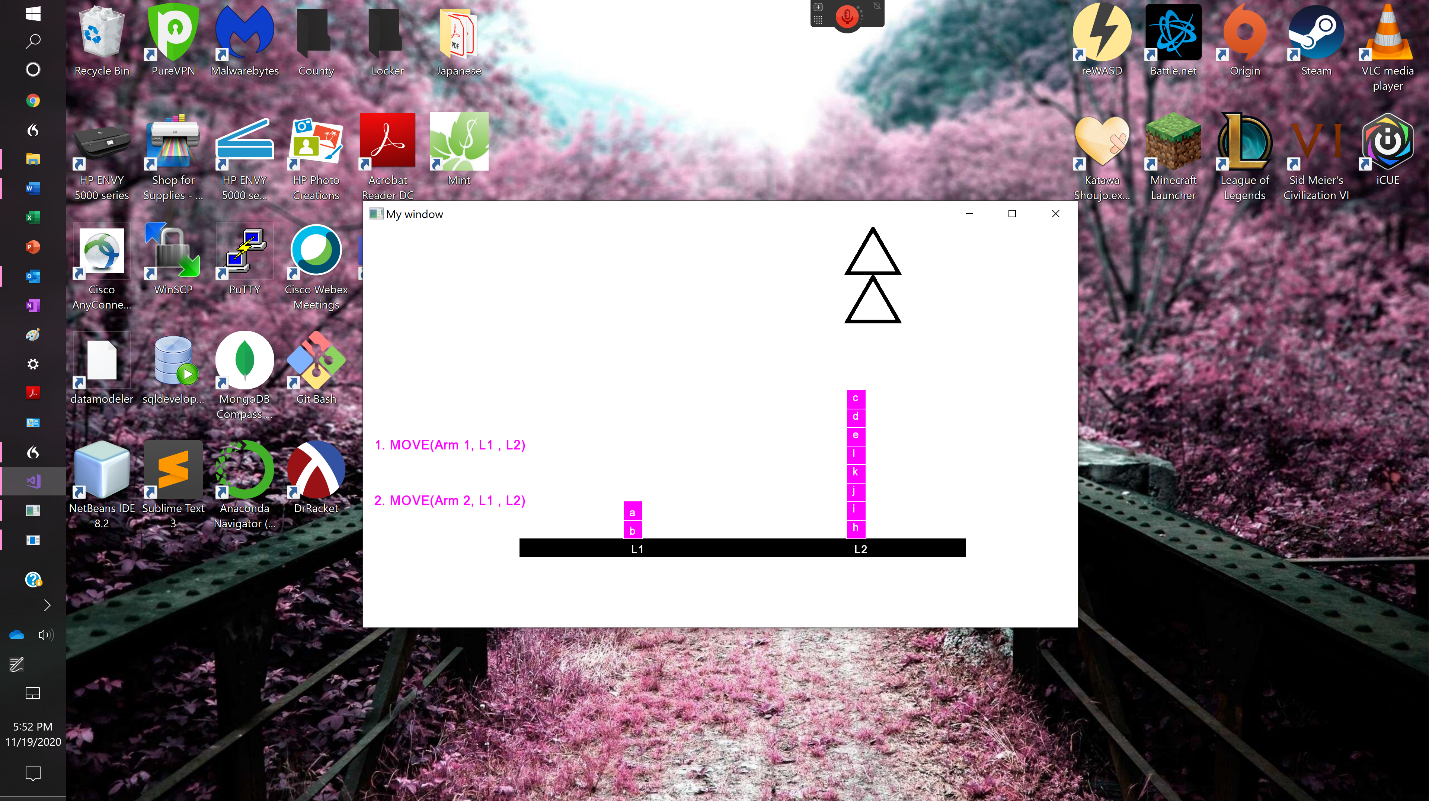 Recycle Bin
PureVPN
Malwarebytes
County
Locker
Japanese
reWASD
Battle.net
Origin
Steam
VLC media
player
HP ENVY
5000 series
Shop for
Supplies - ...
HP ENVY
5000 se...
HP Photo
Creations
Acrobat
Reader DC
Mint
Katawa
Shoujo.ex...
Minecraft
Launcher
League of
Legends
VI
Sid Meier's
Civilization VI
iCUE
My window
Cisco
AnyConne...
WinSCP
PuTTY
Cisco Webex
Meetings
datamodeler
sqldevelop...
MongoDB
Compass...
Git Bash
NetBeans IDE
8.2
Sublime Text
3
Anaconda
Navigator (...
DrRacket
1. MOVE(Arm 1, L1 , L2)
2. MOVE(Arm 2, L1 , L2)
a
b
L1
c
d
e
l
k
j
i
h
L2
5:52 PM
11/19/2020